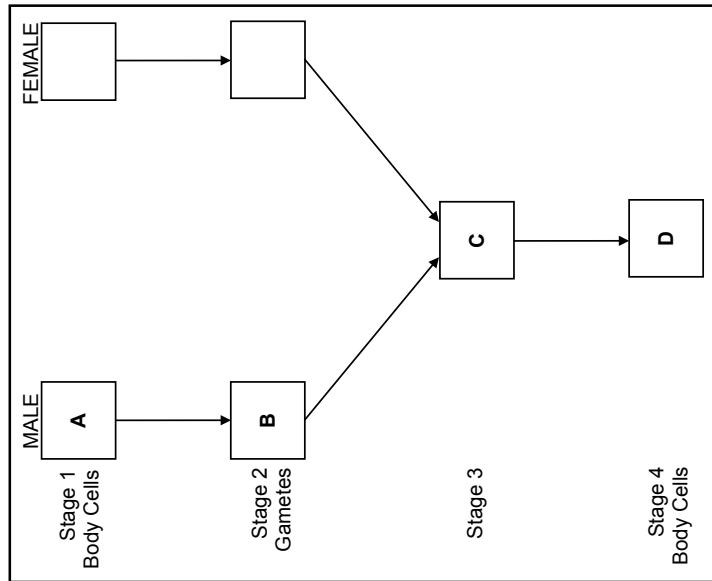 MALE
FEMALE
Stage 1
Body Cells
A
Stage 2
Gametes
B
Stage 3
C
Stage 4
Body Cells
D